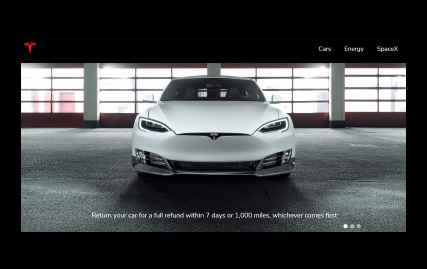 Cars Energy SpaceX
Return your car for a full refund within 7 days or 1,000 miles, whichever comes first